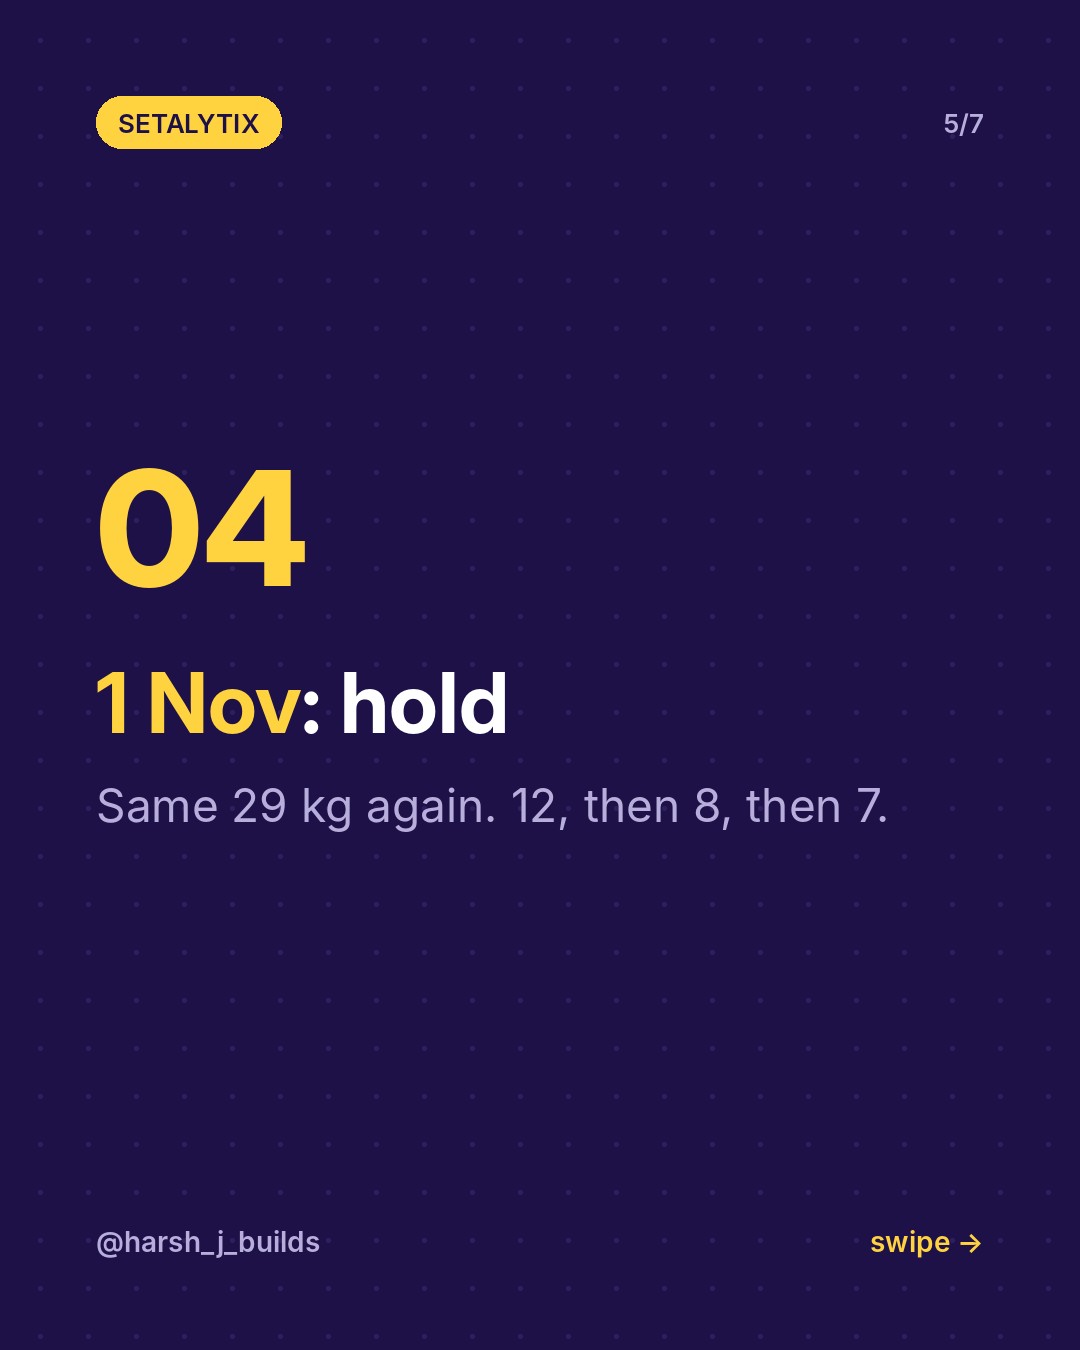 SETALYTIX
5/7
04
1 Nov: hold
Same 29 kg again. 12, then 8, then 7.
@harsh_j_builds
swipe →